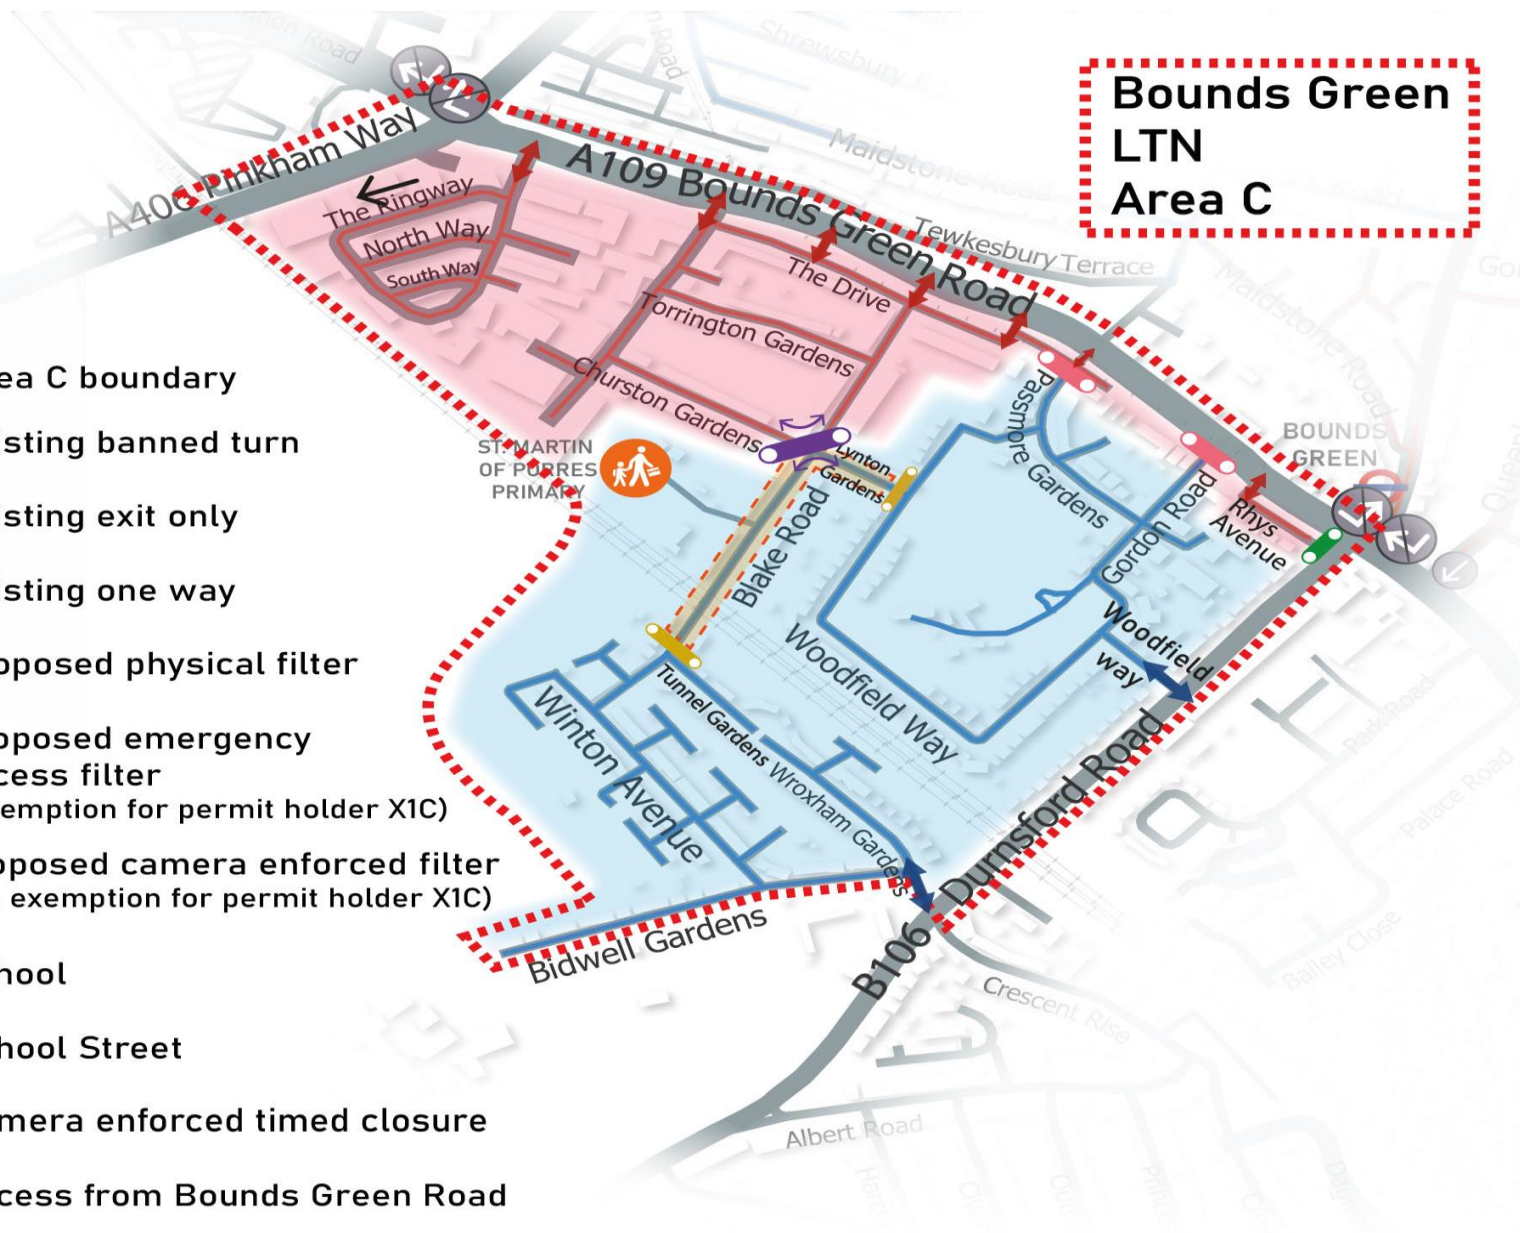 Bounds Green
LTN
Area C
Shrewsbury
Maidstone Road
A406 Pinkham Way
A109 Bounds Green Road
Tewkesbury Terrace
The Ringway
North Way
South Way
The Drive
Torrington Gardens
Churston Gardens
Passmore Gardens
Maidstone Road
BOUNDS
GREEN
ST. MARTIN
OF PORRES
PRIMARY
Lynton
Gardens
Blake Road
Gordon Road
Rhys
Avenue
Woodfield
way
Woodfield Way
Tunnel Gardens
Winton Avenue
Wroxham Gardens
Durnsford Road
Park Road
Palace Road
Bidwell Gardens
B106
Crescent Rise
Bailey Close
Albert Road
ea C boundary
isting banned turn
isting exit only
isting one way
oposed physical filter
oposed emergency
cess filter
emption for permit holder X1C)
oposed camera enforced filter
exemption for permit holder X1C)
hool
hool Street
mera enforced timed closure
cess from Bounds Green Road